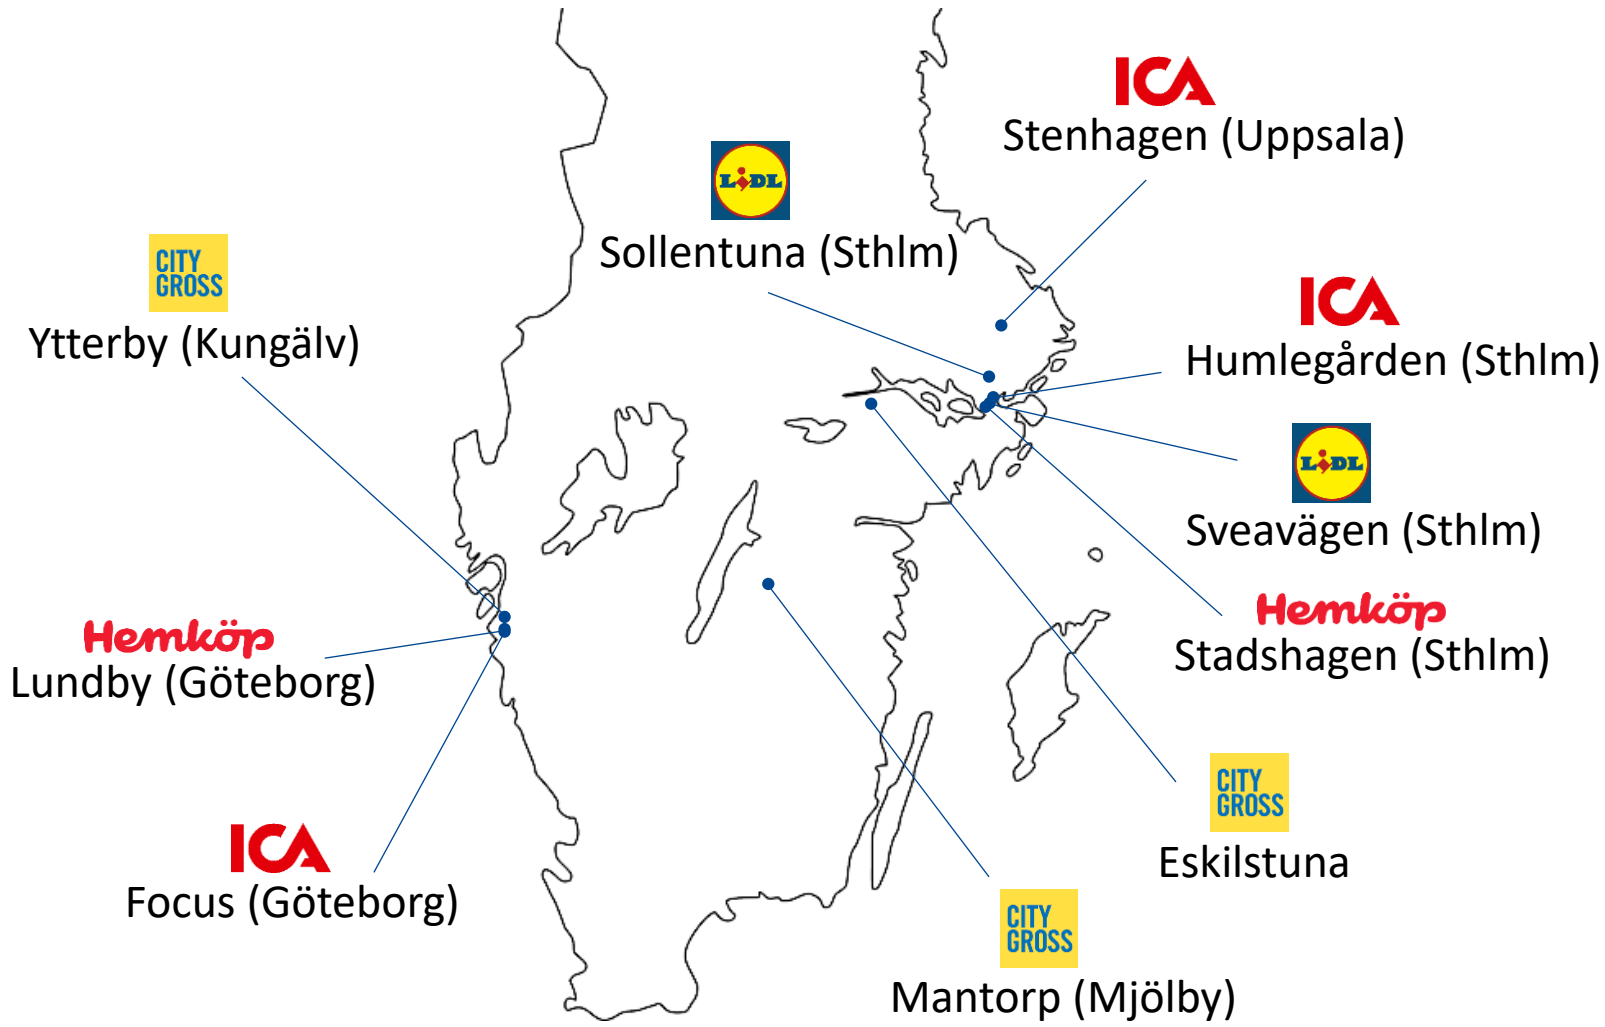 ICA
Stenhagen (Uppsala)
LIDL
Sollentuna (Sthlm)
CITY
GROSS
Ytterby (Kungälv)
ICA
Humlegården (Sthlm)
LIDL
Sveavägen (Sthlm)
Hemköp
Stadshagen (Sthlm)
Hemköp
Lundby (Göteborg)
CITY
GROSS
Eskilstuna
ICA
Focus (Göteborg)
CITY
GROSS
Mantorp (Mjölby)